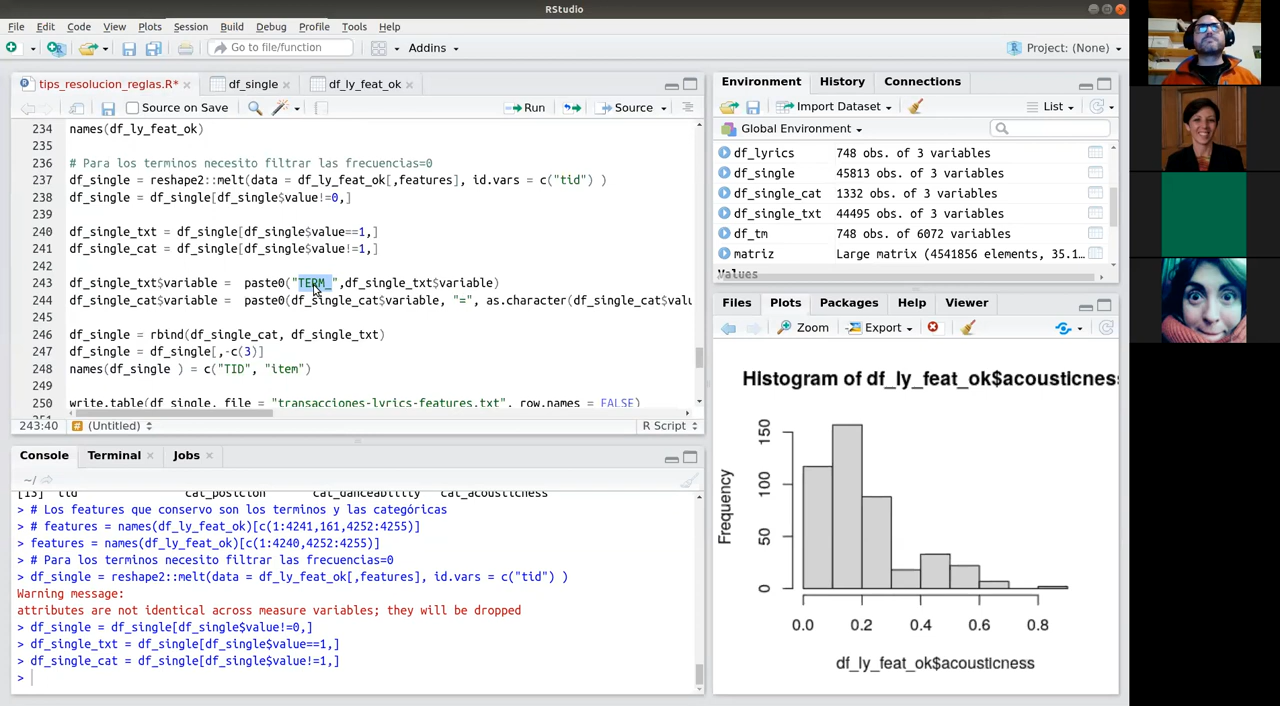 RStudio
File Edit Code View Plots Session Build Debug Profile Tools Help
Go to file/function Addins Project: (None)
tips_resolucion_reglas.R* df_single df_ly_feat_ok
Source on Save Run Source
234 names(df_ly_feat_ok)
235
236 # Para los terminos necesito filtrar las frecuencias=0
237 df_single = reshape2::melt(data = df_ly_feat_ok[,features], id.vars = c("tid") )
238 df_single = df_single[df_single$value!=0,]
239
240 df_single_txt = df_single[df_single$value==1,]
241 df_single_cat = df_single[df_single$value!=1,]
242
243 df_single_txt$variable = paste0("TERM_",df_single_txt$variable)
244 df_single_cat$variable = paste0(df_single_cat$variable, "=", as.character(df_single_cat$valu
245
246 df_single = rbind(df_single_cat, df_single_txt)
247 df_single = df_single[,-c(3)]
248 names(df_single ) = c("TID", "item")
249
250 write.table(df_single, file = "transacciones-lyrics-features.txt", row.names = FALSE)
243:40 (Untitled) R Script
Console Terminal Jobs
~/
[13] "tid" "cat_posicion" "cat_danceability" "cat_acousticness"
> # Los features que conservo son los terminos y las categóricas
> # features = names(df_ly_feat_ok)[c(1:4241,161,4252:4255)]
> features = names(df_ly_feat_ok)[c(1:4240,4252:4255)]
> # Para los terminos necesito filtrar las frecuencias=0
> df_single = reshape2::melt(data = df_ly_feat_ok[,features], id.vars = c("tid") )
Warning message:
attributes are not identical across measure variables; they will be dropped
> df_single = df_single[df_single$value!=0,]
> df_single_txt = df_single[df_single$value==1,]
> df_single_cat = df_single[df_single$value!=1,]
>
Environment History Connections
Import Dataset List
Global Environment
df_lyrics 748 obs. of 3 variables
df_single 45813 obs. of 3 variables
df_single_cat 1332 obs. of 3 variables
df_single_txt 44495 obs. of 3 variables
df_tm 748 obs. of 6072 variables
matriz Large matrix (4541856 elements, 35.1…
Values
Files Plots Packages Help Viewer
Zoom Export
Histogram of df_ly_feat_ok$acousticness
Frequency
150
100
50
0
0.0 0.2 0.4 0.6 0.8
df_ly_feat_ok$acousticness